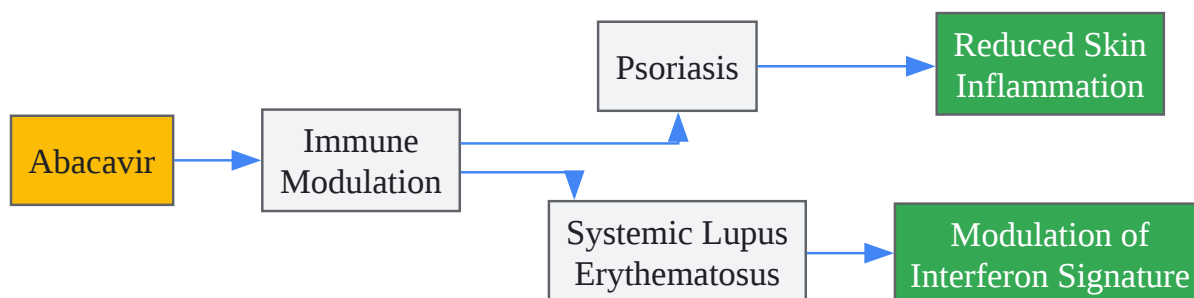 Abacavir
Immune
Modulation
Psoriasis
Reduced Skin
Inflammation
Systemic Lupus
Erythematosus
Modulation of
Interferon Signature